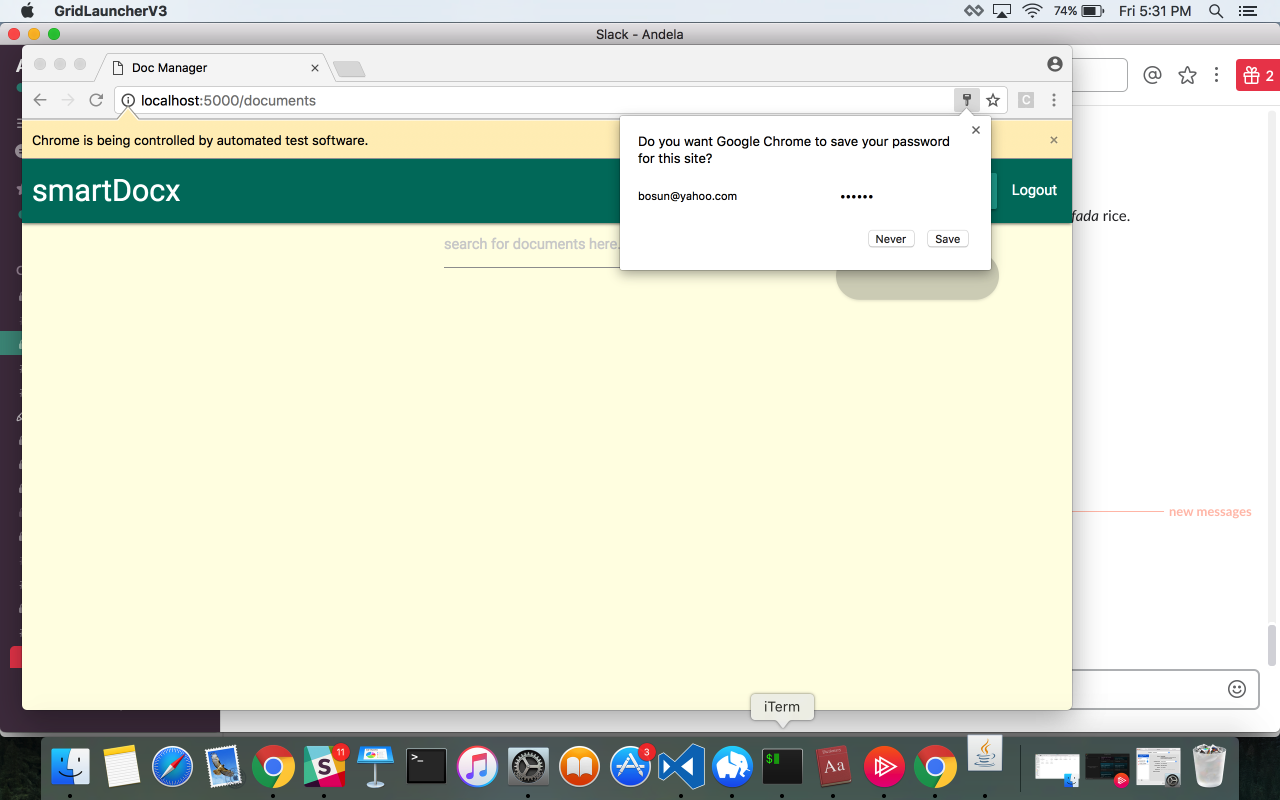 GridLauncherV3
74%
Fri 5:31 PM
Slack - Andela
Doc Manager
2
localhost:5000/documents
C
Chrome is being controlled by automated test software.
Do you want Google Chrome to save your password
for this site?
smartDocx
Logout
bosun@yahoo.com
••••••
fada rice.
search for documents here.
Never
Save
new messages
iTerm
11
3
>_
$
Aa